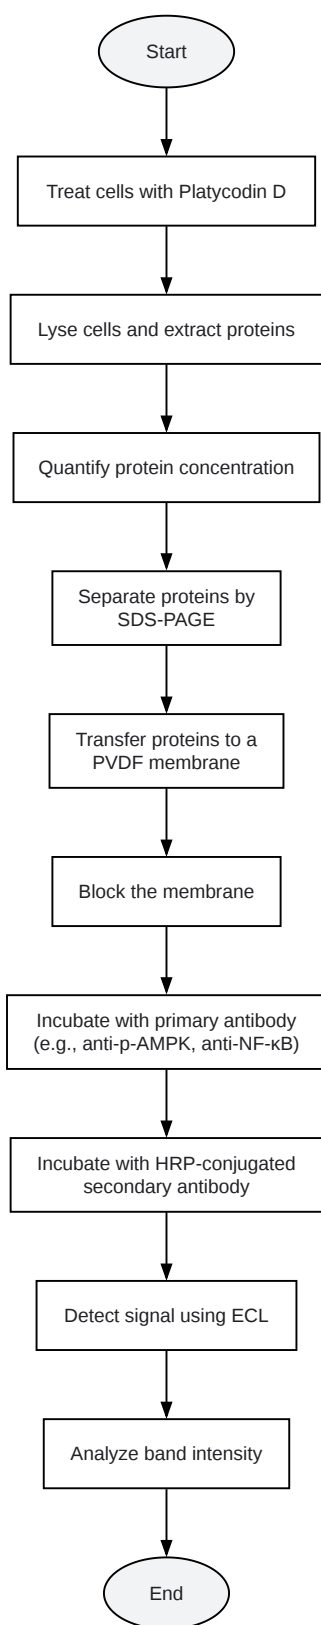 Start
Treat cells with Platycodin D
Lyse cells and extract proteins
Quantify protein concentration
Separate proteins by
SDS-PAGE
Transfer proteins to a
PVDF membrane
Block the membrane
Incubate with primary antibody
(e.g., anti-p-AMPK, anti-NF-κB)
Incubate with HRP-conjugated
secondary antibody
Detect signal using ECL
Analyze band intensity
End